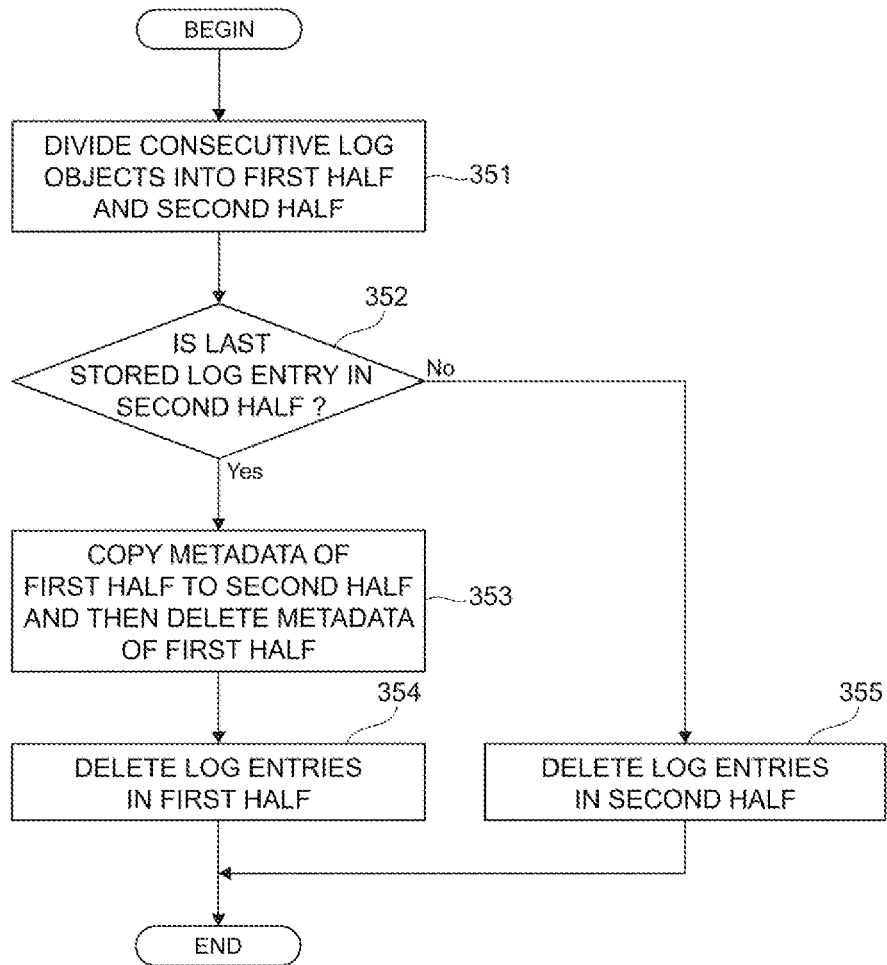 BEGIN
DIVIDE CONSECUTIVE LOG
OBJECTS INTO FIRST HALF
AND SECOND HALF
351
352
IS LAST
STORED LOG ENTRY IN
SECOND HALF ?
No
Yes
COPY METADATA OF
FIRST HALF TO SECOND HALF
AND THEN DELETE METADATA
OF FIRST HALF
353
354
DELETE LOG ENTRIES
IN FIRST HALF
355
DELETE LOG ENTRIES
IN SECOND HALF
END